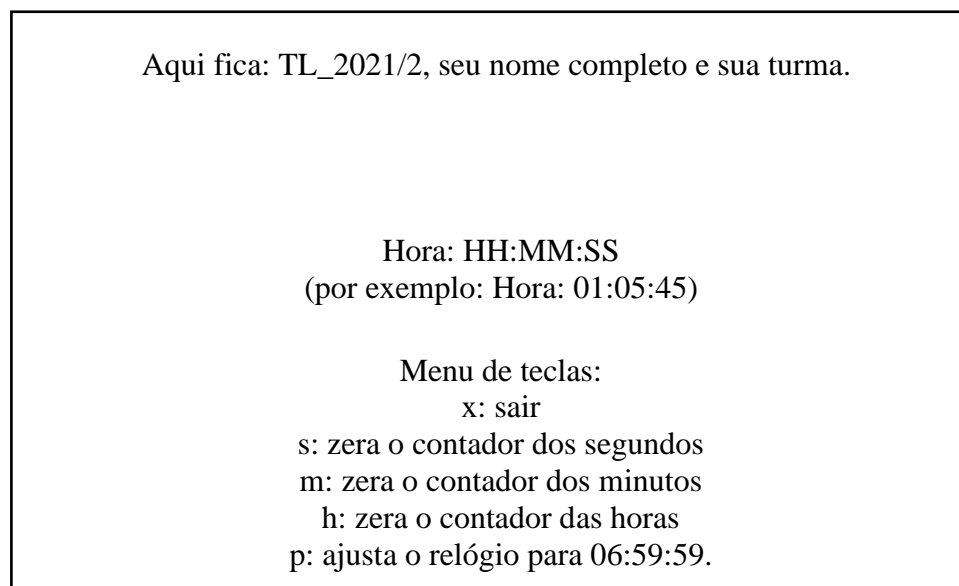 Aqui fica: TL_2021/2, seu nome completo e sua turma.
Hora: HH:MM:SS
(por exemplo: Hora: 01:05:45)
Menu de teclas:
x: sair
s: zera o contador dos segundos
m: zera o contador dos minutos
h: zera o contador das horas
p: ajusta o relógio para 06:59:59.